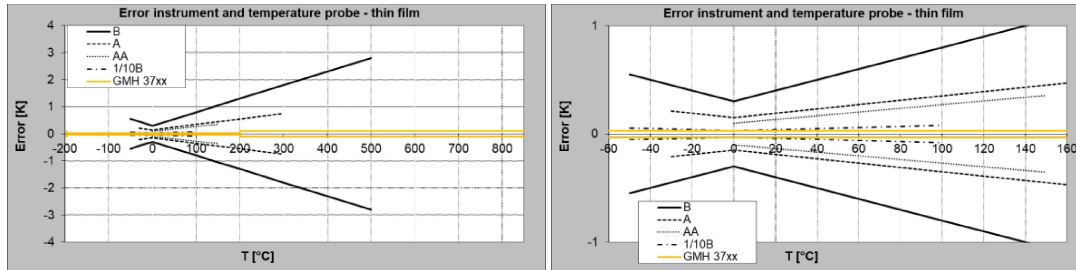 Error instrument and temperature probe - thin film
Error [K]
4
3
2
1
0
-1
-2
-3
-4
B
A
AA
1/10B
GMH 37xx
-200 -100 0 100 200 300 400 500 600 700 800
T [°C]
Error instrument and temperature probe - thin film
Error [K]
1
0
-1
-60 -40 -20 0 20 40 60 80 100 120 140 160
B
A
AA
1/10B
GMH 37xx
T [°C]